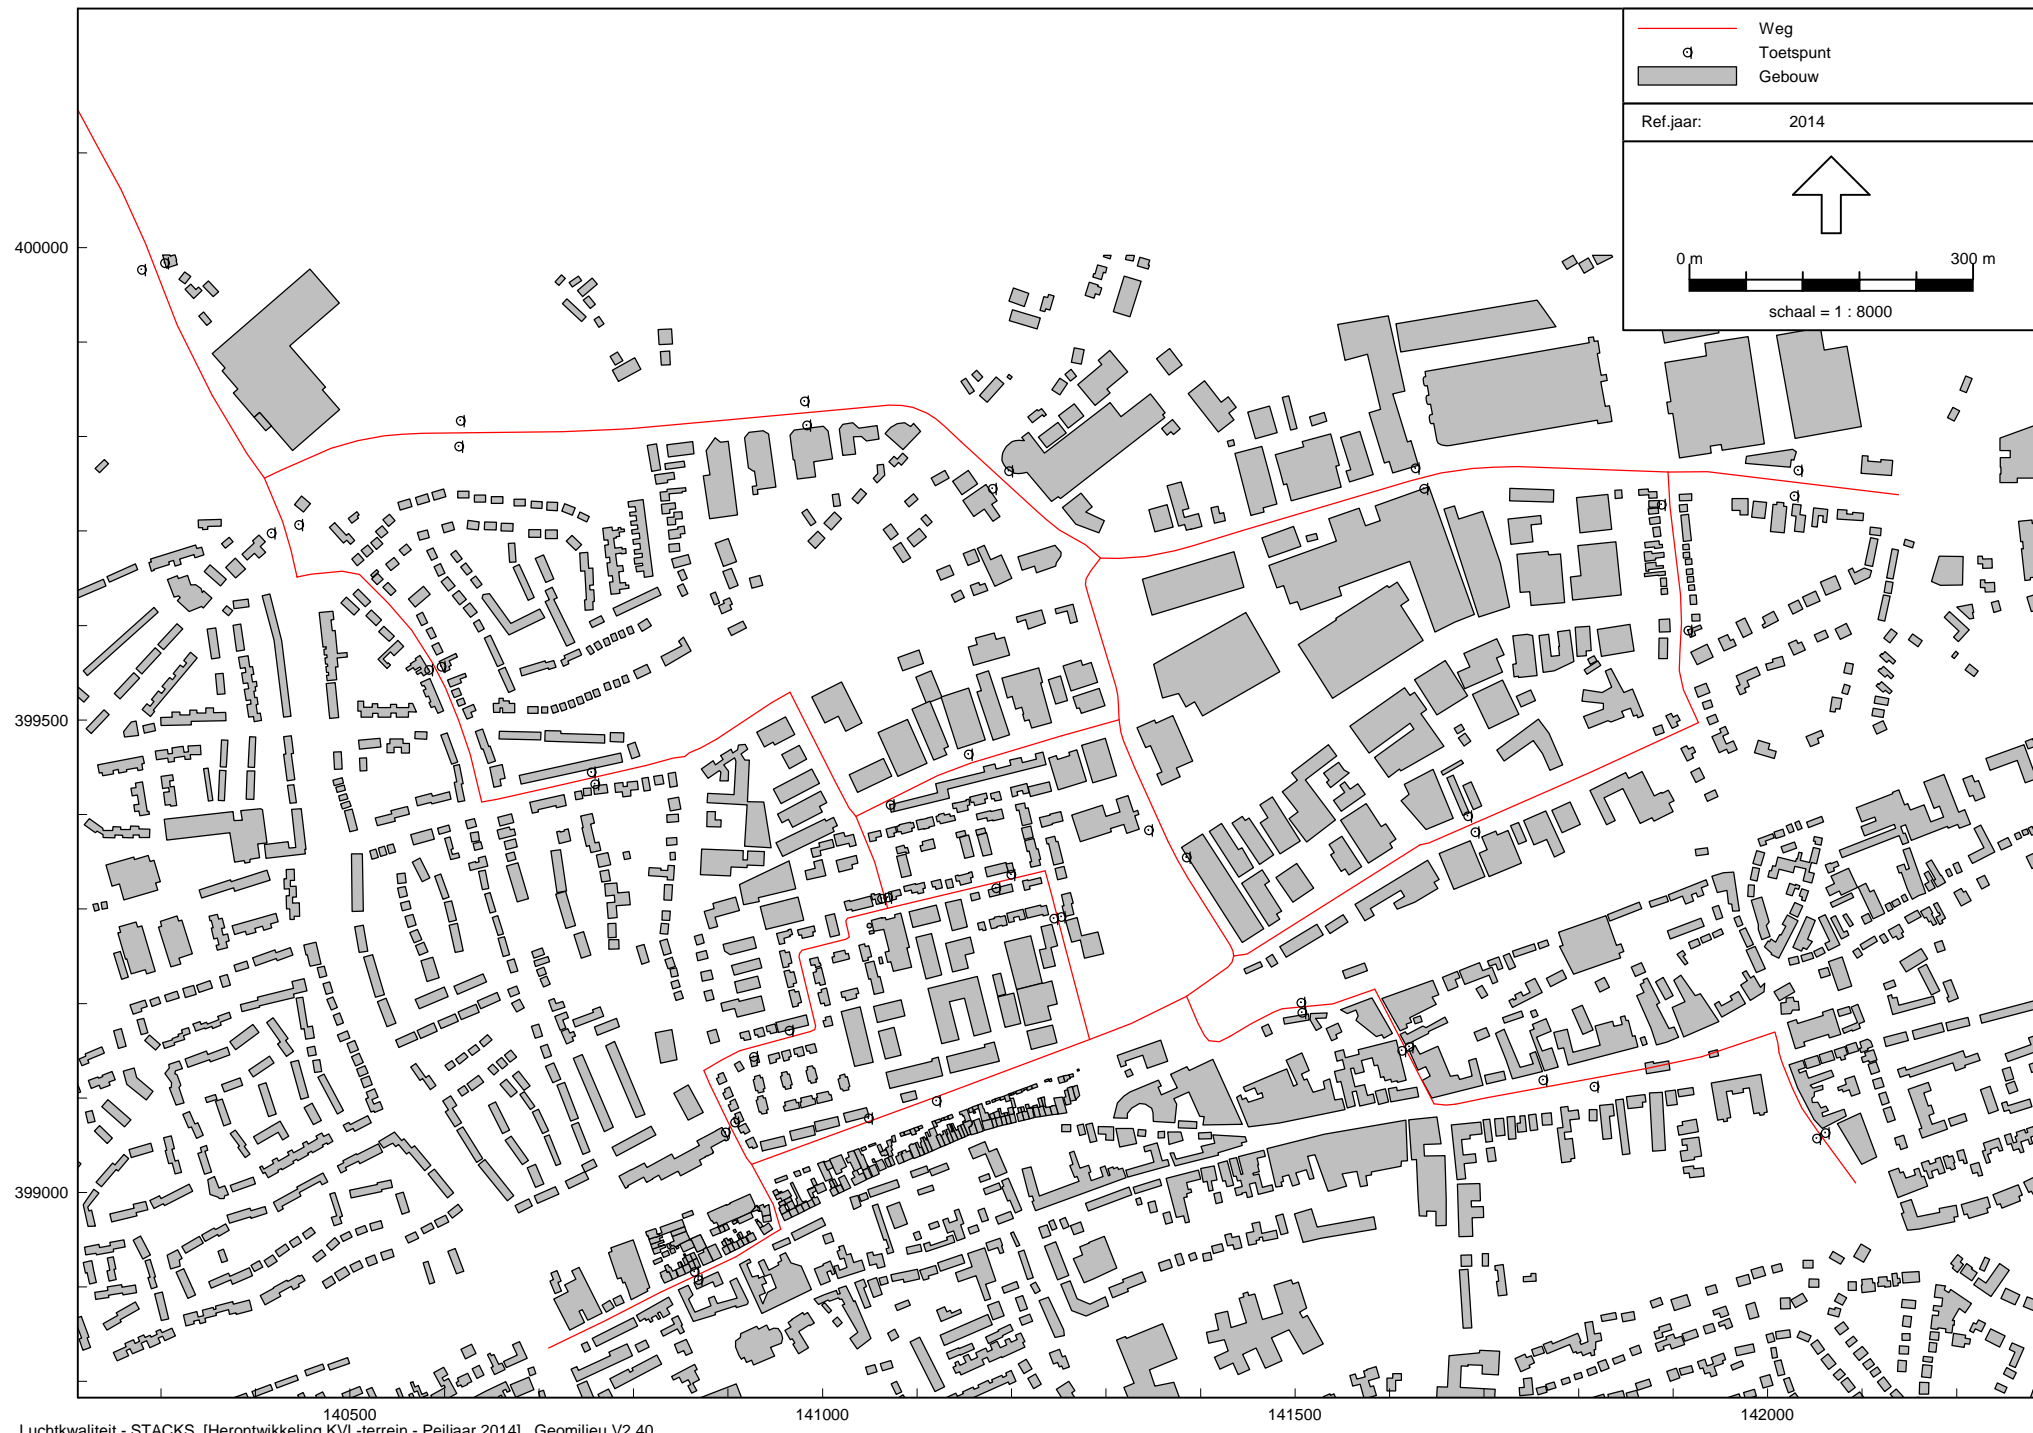 Weg
Toetspunt
Gebouw
Ref.jaar: 2014
0 m 300 m
schaal = 1 : 8000
400000
399500
399000
140500 141000 141500 142000
Luchtkwaliteit - STACKS, [Herontwikkeling KVL-terrein - Peiljaar 2014] , Geomilieu V2.40